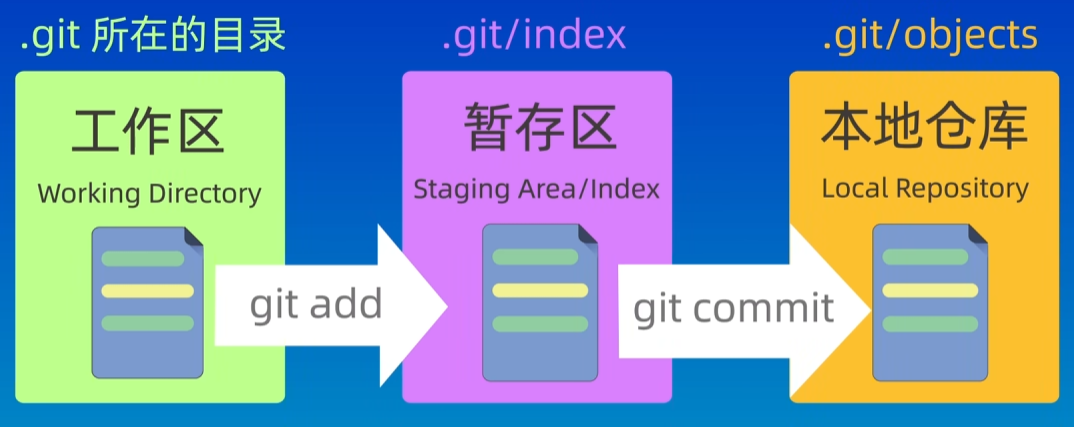 .git 所在的目录
.git/index
.git/objects
工作区
暂存区
本地仓库
Working Directory
Staging Area/Index
Local Repository
git add
git commit